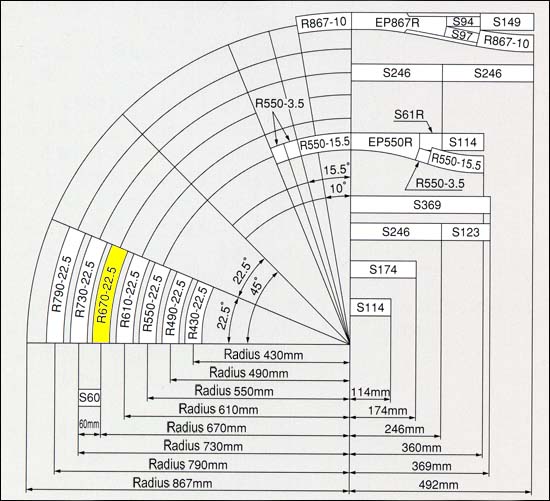 R867-10 EP867R S94 S149
S97 R867-10
S246 S246
R550-3.5 S61R
R550-15.5 EP550R S114
R550-15.5
15.5° R550-3.5
10°
S369
S246 S123
22.5° 45° S174
22.5°
S114
R790-22.5
R730-22.5
R670-22.5
R610-22.5
R550-22.5
R490-22.5
R430-22.5
Radius 430mm
Radius 490mm
S60 Radius 550mm 114mm
Radius 610mm 174mm
60mm Radius 670mm 246mm
Radius 730mm 360mm
Radius 790mm 369mm
Radius 867mm 492mm